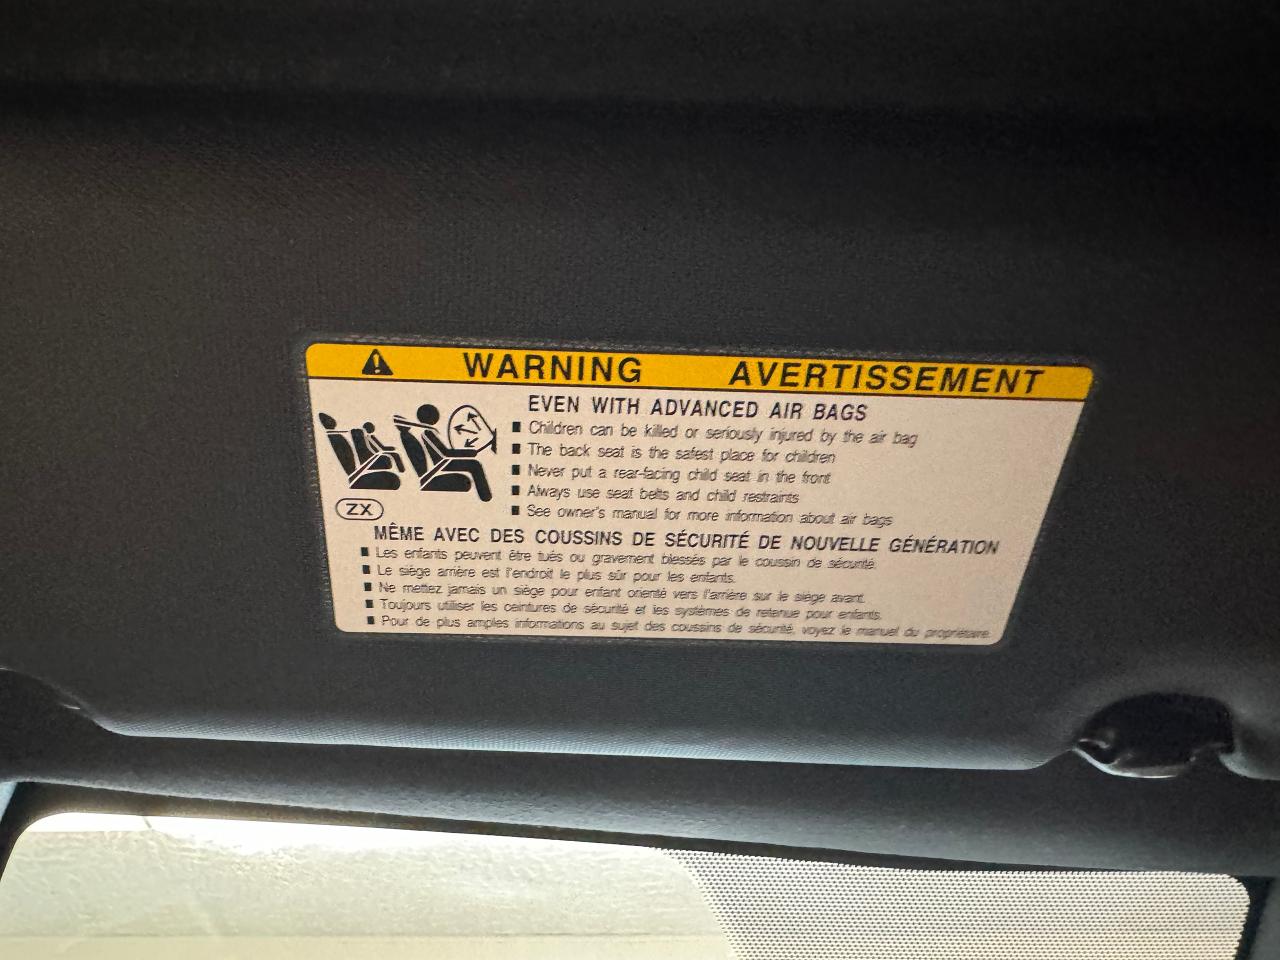 WARNING AVERTISSEMENT
EVEN WITH ADVANCED AIR BAGS
■ Children can be killed or seriously injured by the air bag
■ The back seat is the safest place for children
■ Never put a rear-facing child seat in the front
■ Always use seat belts and child restraints
■ See owner's manual for more information about air bags
ZX
MÊME AVEC DES COUSSINS DE SÉCURITÉ DE NOUVELLE GÉNÉRATION
■ Les enfants peuvent être tués ou gravement blessés par le coussin de sécurité.
■ Le siège arrière est l'endroit le plus sûr pour les enfants.
■ Ne mettez jamais un siège pour enfant orienté vers l'arrière sur le siège avant.
■ Toujours utiliser les ceintures de sécurité et les systèmes de retenue pour enfants.
■ Pour de plus amples informations au sujet des coussins de sécurité, voyez le manuel du propriétaire.